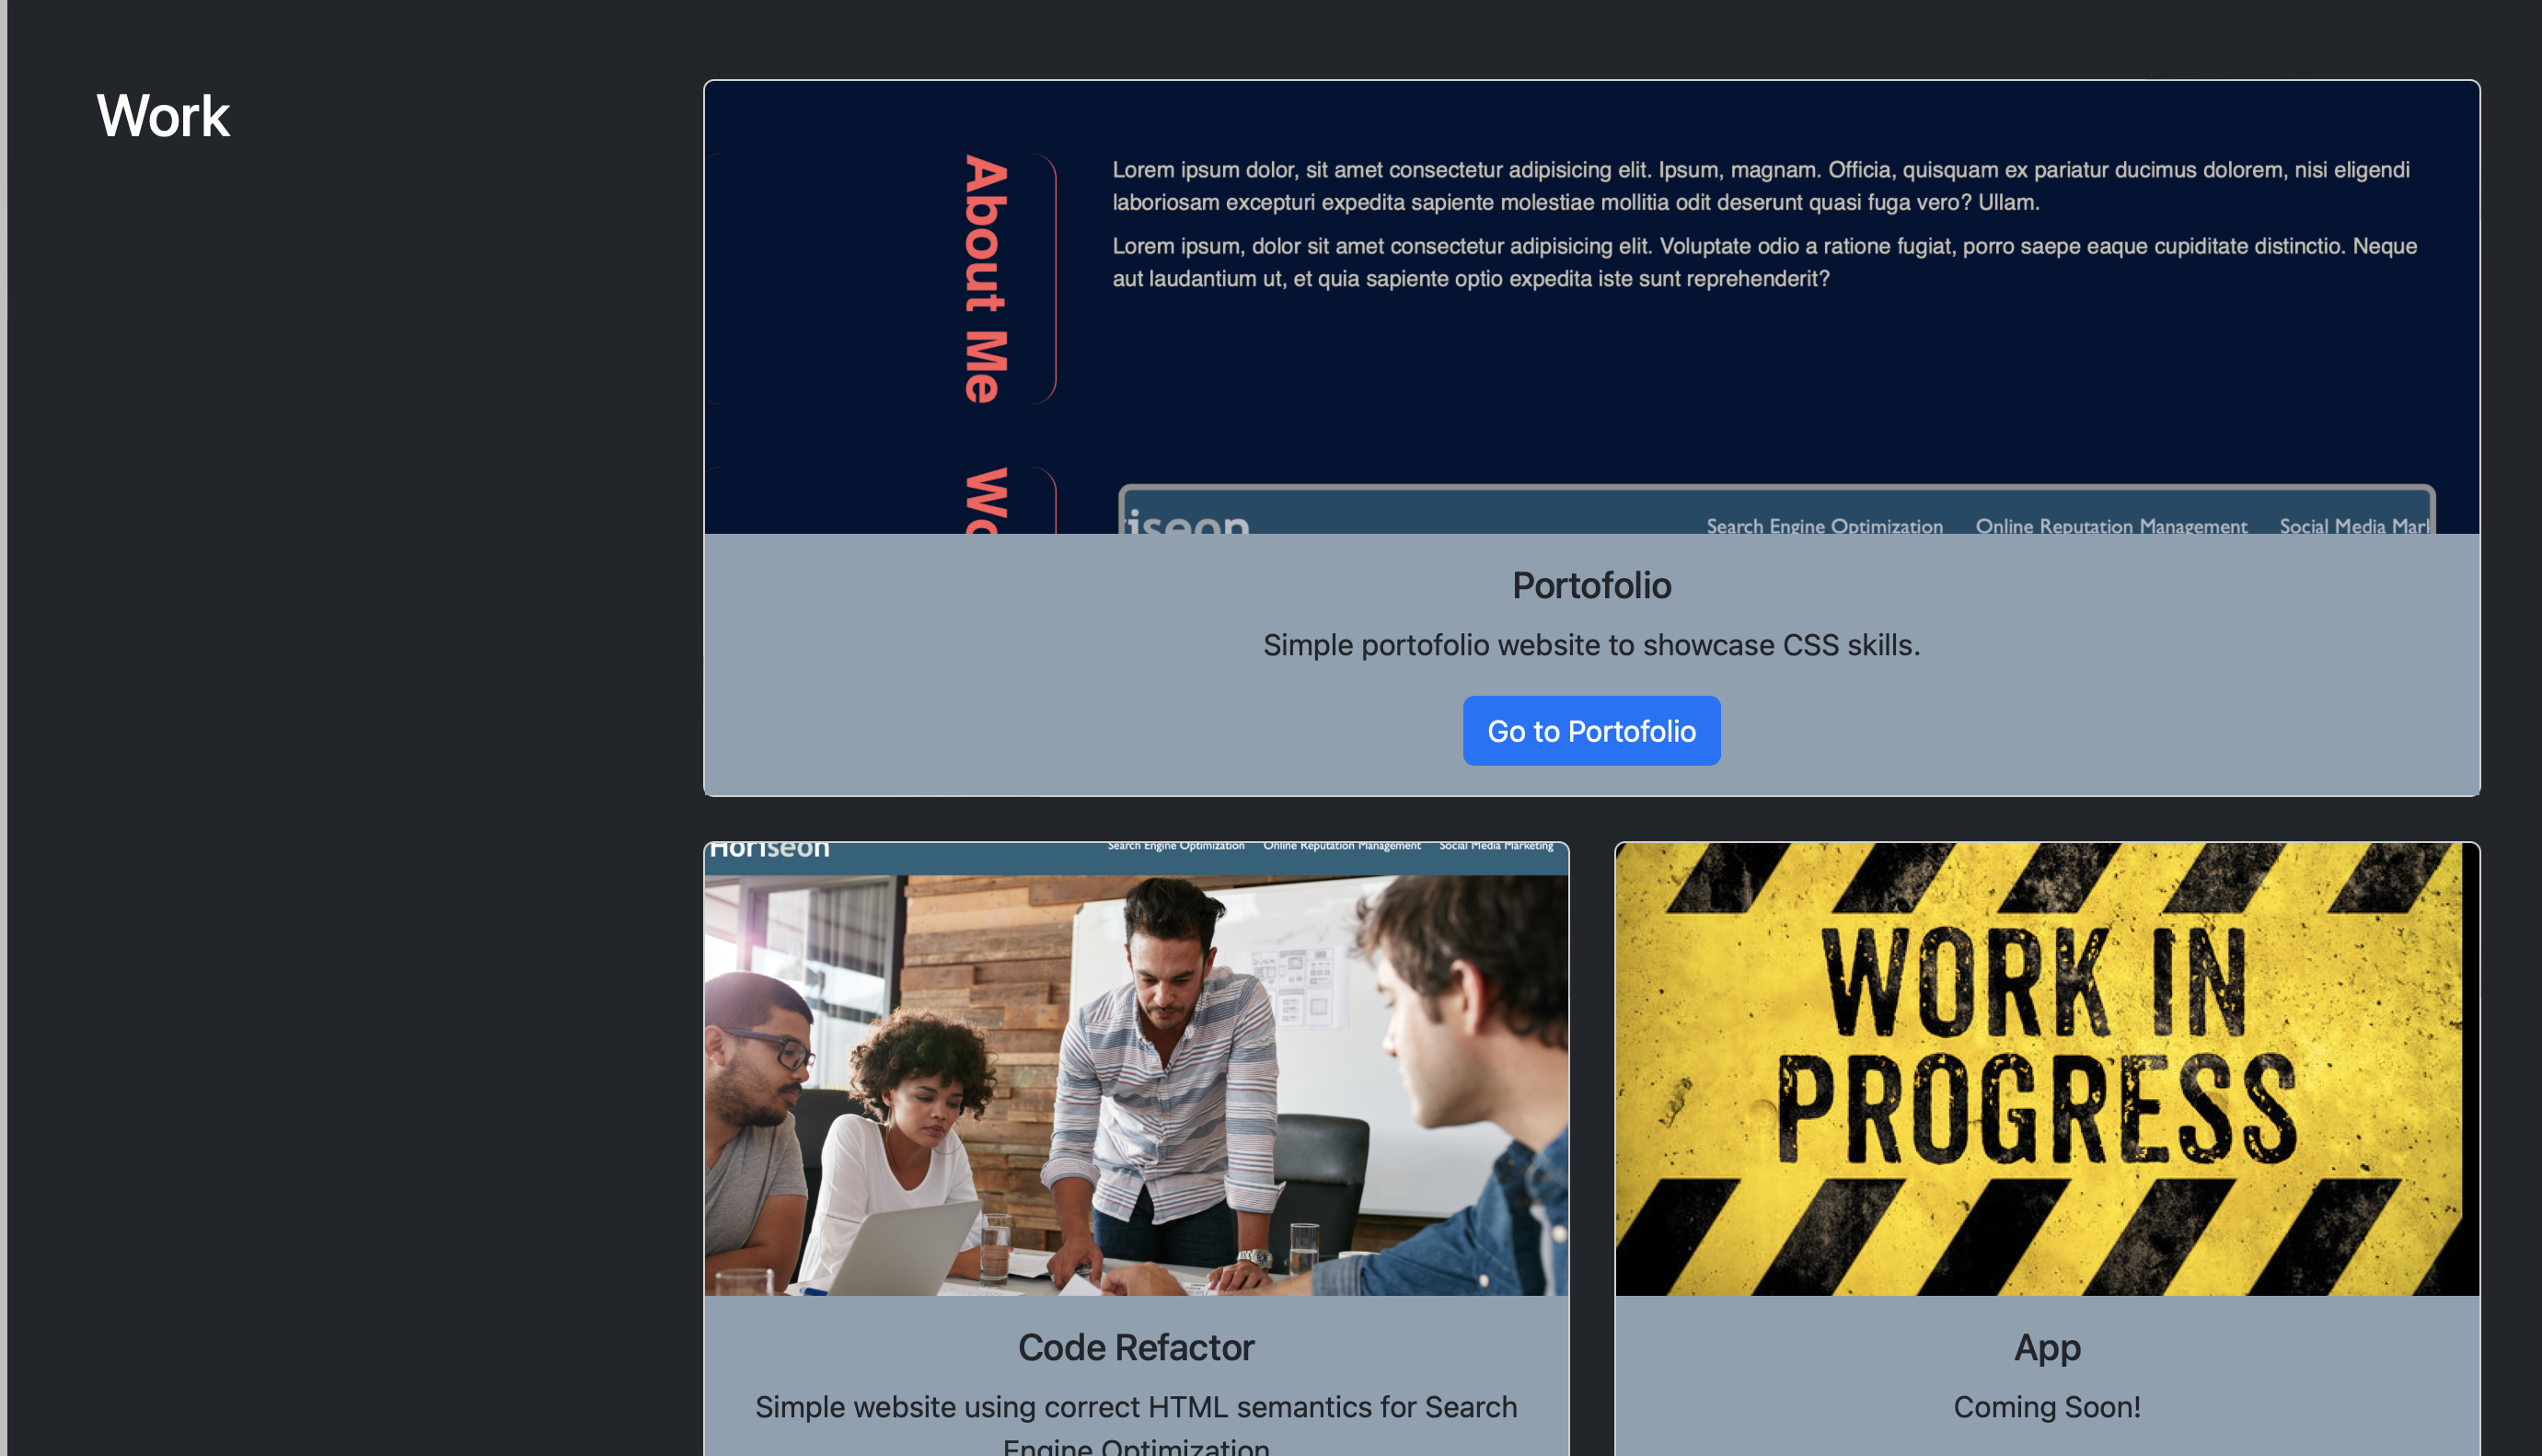 Work
About Me
Lorem ipsum dolor, sit amet consectetur adipisicing elit. Ipsum, magnam. Officia, quisquam ex pariatur ducimus dolorem, nisi eligendi
laboriosam excepturi expedita sapiente molestiae mollitia odit deserunt quasi fuga vero? Ullam.
Lorem ipsum, dolor sit amet consectetur adipisicing elit. Voluptate odio a ratione fugiat, porro saepe eaque cupiditate distinctio. Neque
aut laudantium ut, et quia sapiente optio expedita iste sunt reprehenderit?
Wo
riseon Search Engine Optimization Online Reputation Management Social Media Mark
Portofolio
Simple portofolio website to showcase CSS skills.
Go to Portofolio
Horiseon Search Engine Optimization Online Reputation Management Social Media Marketing
WORK IN
PROGRESS
Code Refactor
Simple website using correct HTML semantics for Search
Engine Optimization
App
Coming Soon!